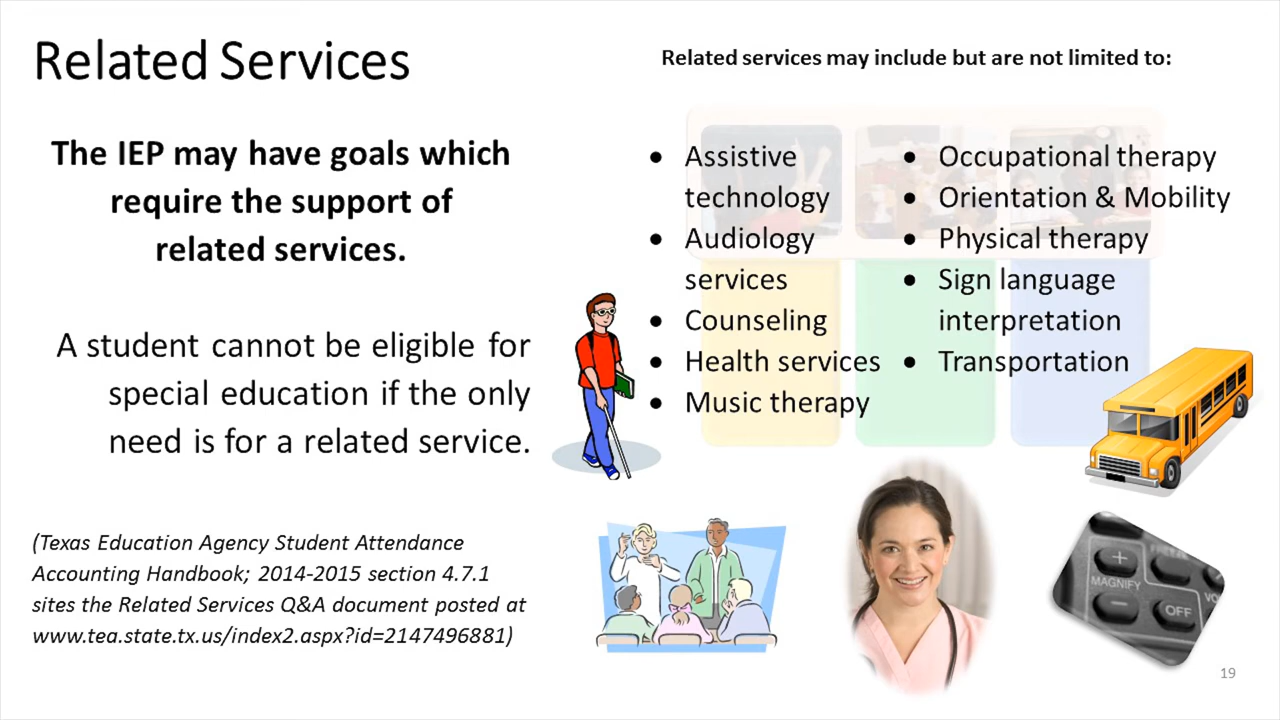 Related Services
The IEP may have goals which
require the support of
related services.
A student cannot be eligible for
special education if the only
need is for a related service.
(Texas Education Agency Student Attendance
Accounting Handbook; 2014-2015 section 4.7.1
sites the Related Services Q&A document posted at
www.tea.state.tx.us/index2.aspx?id=2147496881)
Related services may include but are not limited to:
• Assistive
technology
• Audiology
services
• Counseling
• Health services
• Music therapy
• Occupational therapy
• Orientation & Mobility
• Physical therapy
• Sign language
interpretation
• Transportation
+
MAGNIFY
–
OFF
19